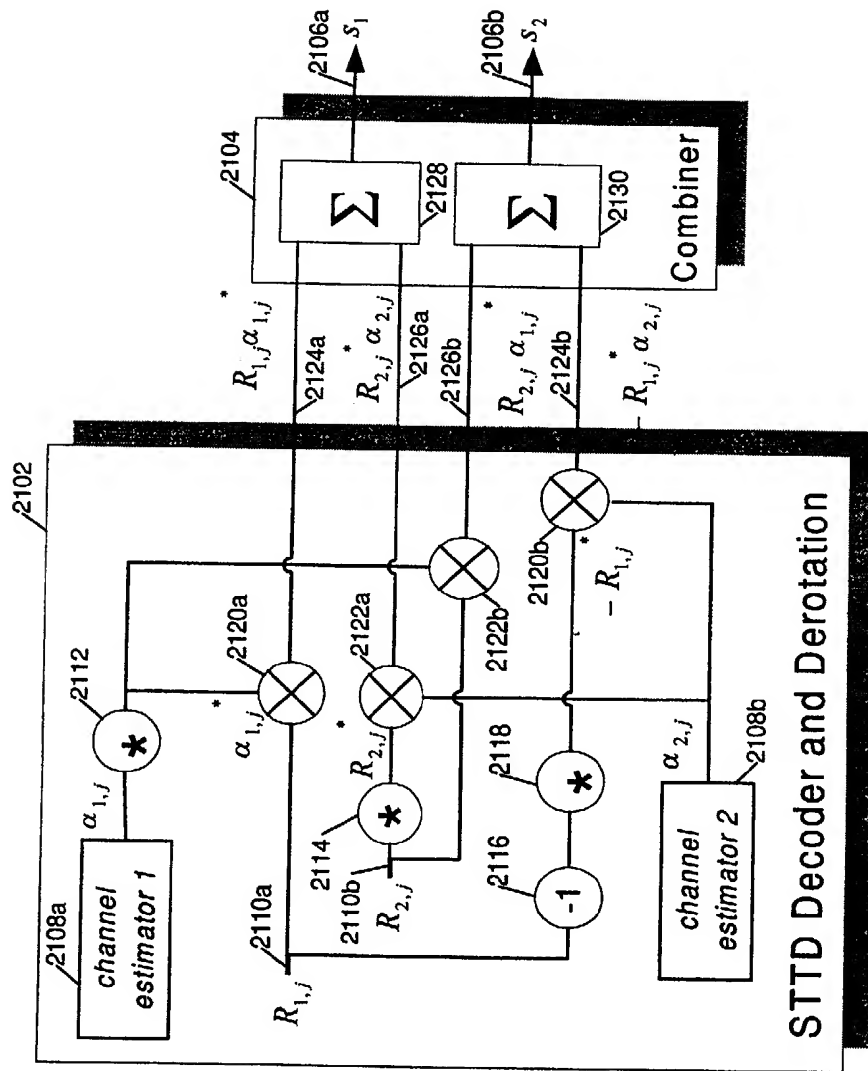 2102
2108a
channel
estimator 1
α₁,ⱼ
*
2112
α*₁,ⱼ
2120a
2110a
R₁,ⱼ
2114
*
R*₂,ⱼ
2122a
2110b
R₂,ⱼ
2122b
2116
-1
2118
*
2120b
− R*₁,ⱼ
α₂,ⱼ
2108b
channel
estimator 2
STTD Decoder and Derotation
R₁,ⱼ α*₁,ⱼ
2124a
R*₂,ⱼ α₂,ⱼ
2126a
2126b
R₂,ⱼ α*₁,ⱼ
2124b
− R*₁,ⱼ α₂,ⱼ
2104
Σ
2128
Σ
2130
Combiner
2106a
s₁
2106b
s₂